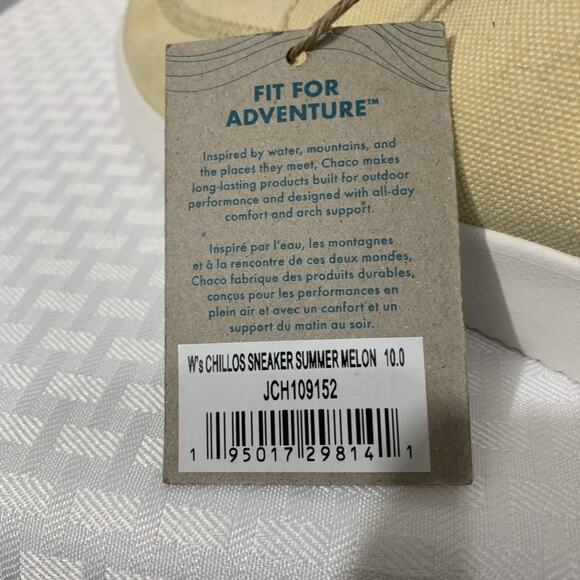 FIT FOR
ADVENTURE™
Inspired by water, mountains, and
the places they meet, Chaco makes
long-lasting products built for outdoor
performance and designed with all-day
comfort and arch support.
Inspiré par l'eau, les montagnes
et à la rencontre de ces deux mondes,
Chaco fabrique des produits durables,
conçus pour les performances en
plein air et avec un confort et un
support du matin au soir.
W's CHILLOS SNEAKER SUMMER MELON 10.0
JCH109152
1 95017 29814 1